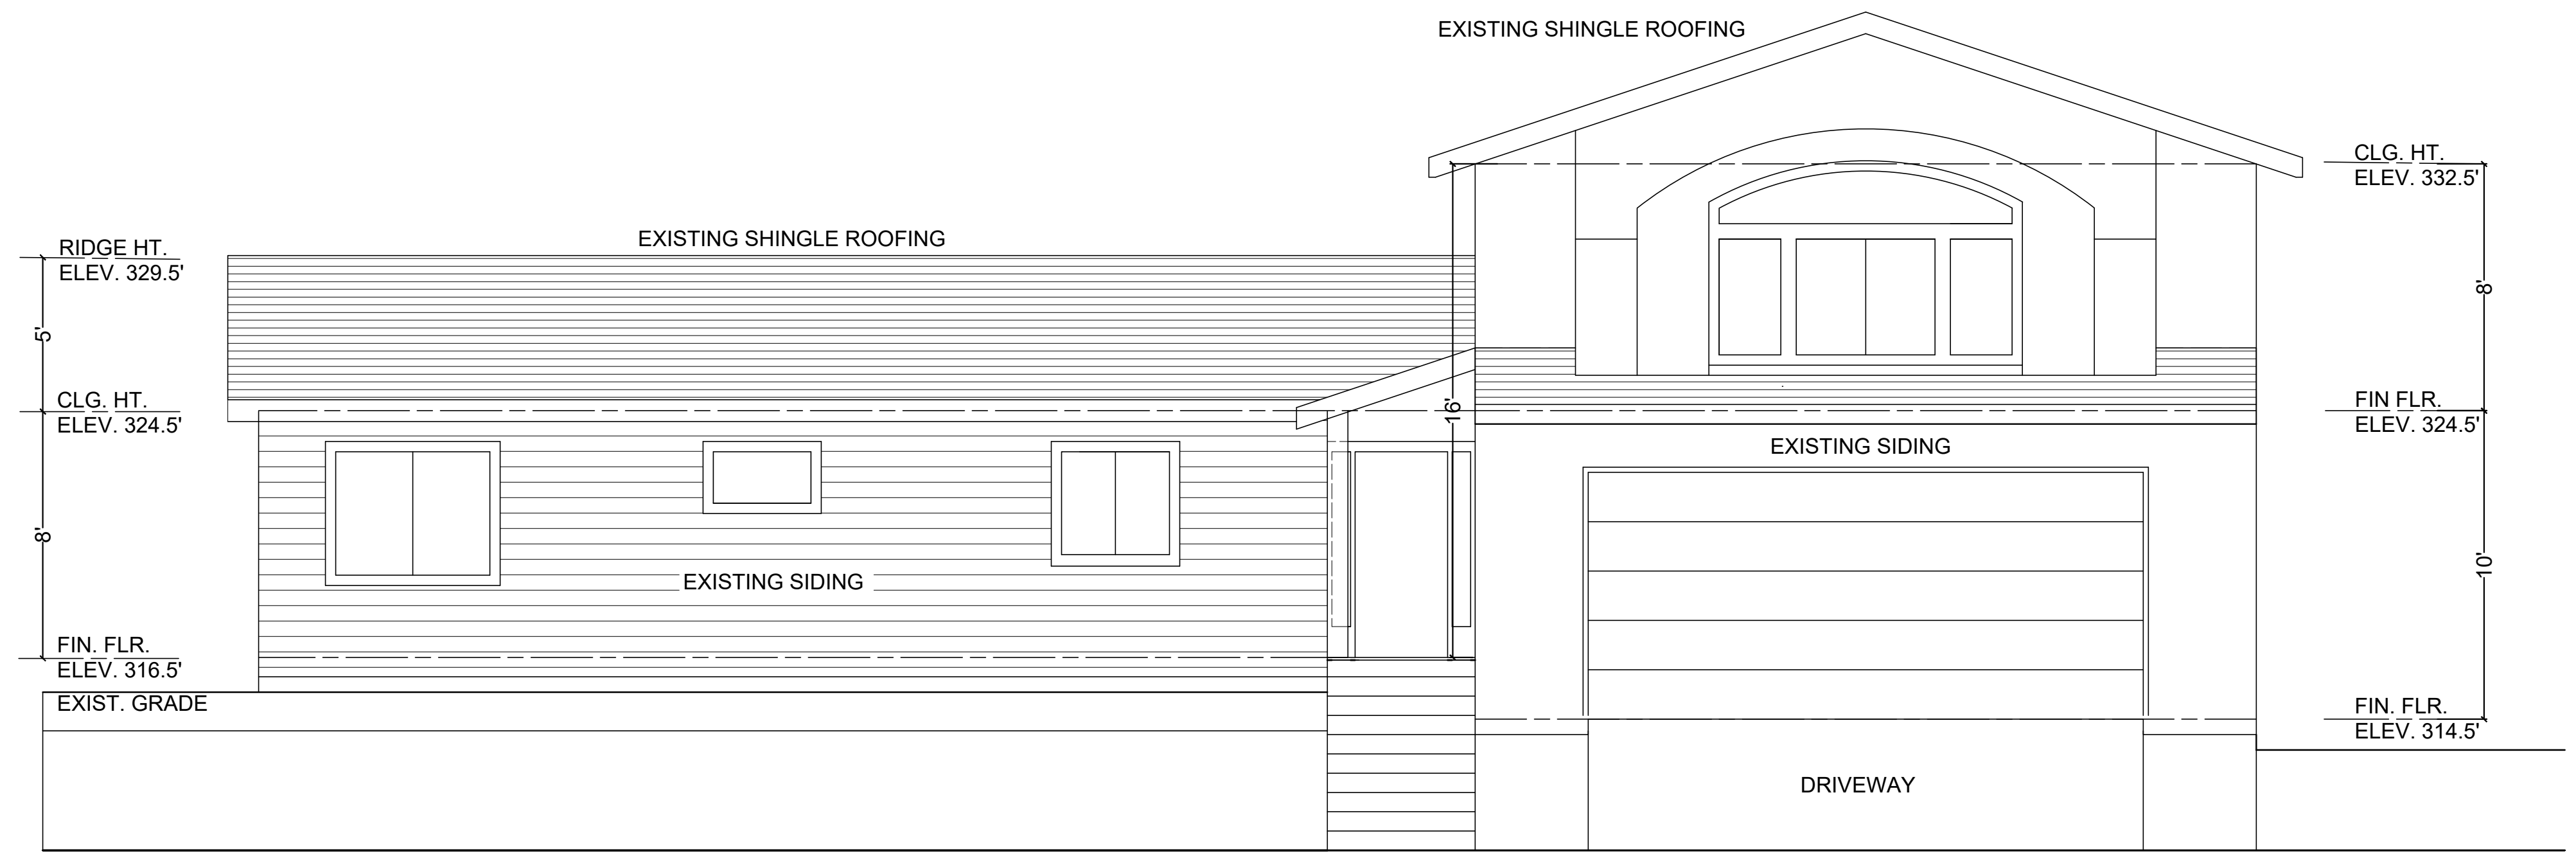 EXISTING SHINGLE ROOFING
CLG. HT.
ELEV. 332.5'
EXISTING SHINGLE ROOFING
RIDGE HT.
ELEV. 329.5'
8'
5'
CLG. HT.
ELEV. 324.5'
16'
FIN FLR.
ELEV. 324.5'
EXISTING SIDING
8'
10'
EXISTING SIDING
FIN. FLR.
ELEV. 316.5'
EXIST. GRADE
FIN. FLR.
ELEV. 314.5'
DRIVEWAY